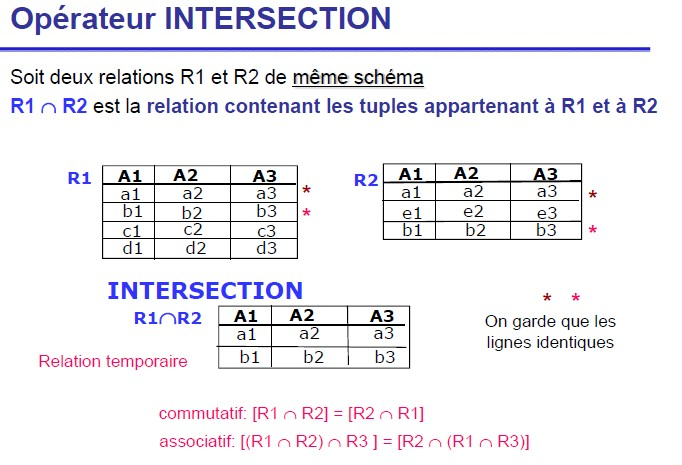 Opérateur INTERSECTION
Soit deux relations R1 et R2 de même schéma
R1 ∩ R2 est la relation contenant les tuples appartenant à R1 et à R2
R1 A1 A2 A3
a1 a2 a3 *
b1 b2 b3 *
c1 c2 c3
d1 d2 d3
R2 A1 A2 A3
a1 a2 a3 *
e1 e2 e3
b1 b2 b3 *
INTERSECTION
R1∩R2 A1 A2 A3
a1 a2 a3
b1 b2 b3
Relation temporaire
* *
On garde que les
lignes identiques
commutatif: [R1 ∩ R2] = [R2 ∩ R1]
associatif: [(R1 ∩ R2) ∩ R3 ] = [R2 ∩ (R1 ∩ R3)]